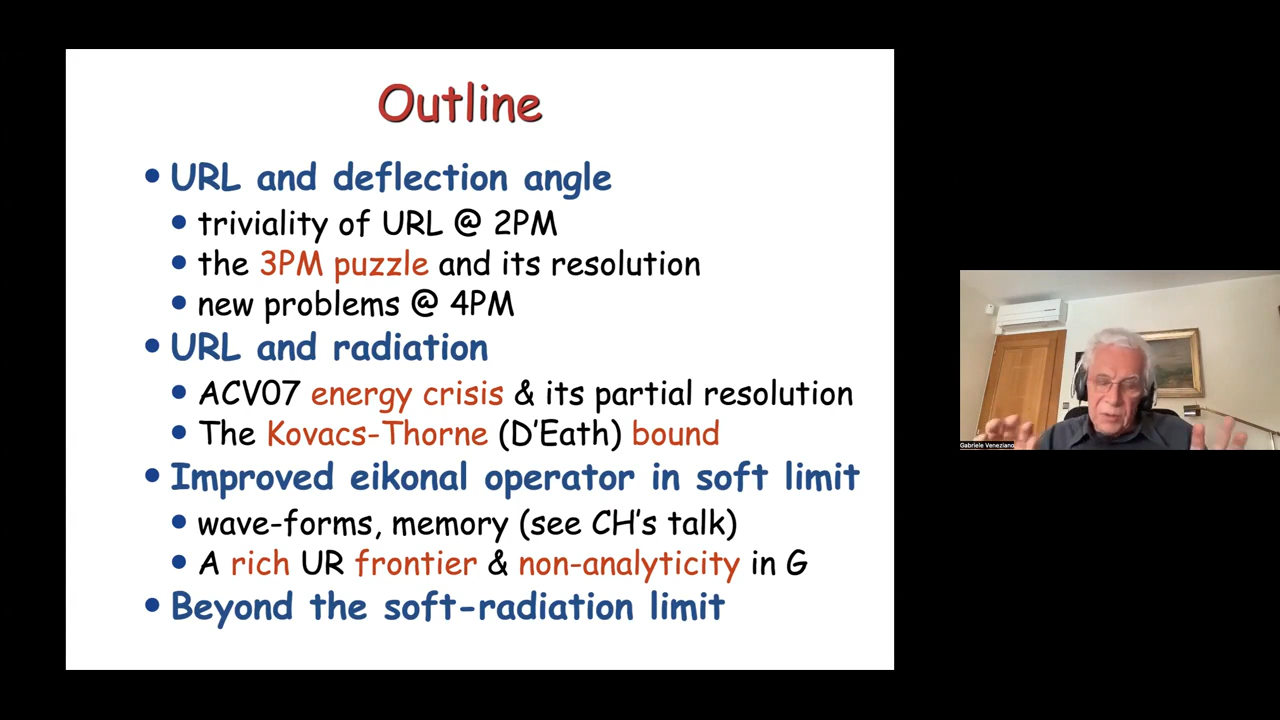 Outline
• URL and deflection angle
• triviality of URL @ 2PM
• the 3PM puzzle and its resolution
• new problems @ 4PM
• URL and radiation
• ACV07 energy crisis & its partial resolution
• The Kovacs-Thorne (D'Eath) bound
• Improved eikonal operator in soft limit
• wave-forms, memory (see CH's talk)
• A rich UR frontier & non-analyticity in G
• Beyond the soft-radiation limit
Gabriele Veneziano